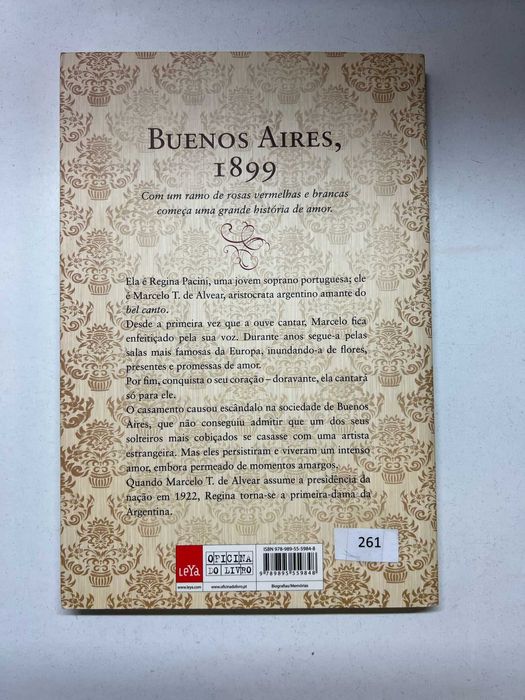 BUENOS AIRES,
1899
Com um ramo de rosas vermelhas e brancas
começa uma grande história de amor.
Ela é Regina Pacini, uma jovem soprano portuguesa; ele
é Marcelo T. de Alvear, aristocrata argentino amante do
bel canto.
Desde a primeira vez que a ouve cantar, Marcelo fica
enfeitiçado pela sua voz. Durante anos segue-a pelas
salas mais famosas da Europa, inundando-a de flores,
presentes e promessas de amor.
Por fim, conquista o seu coração – doravante, ela cantará
só para ele.
O casamento causou escândalo na sociedade de Buenos
Aires, que não conseguiu admitir que um dos seus
solteiros mais cobiçados se casasse com uma artista
estrangeira. Mas eles persistiram e viveram um intenso
amor, embora permeado de momentos amargos.
Quando Marcelo T. de Alvear assume a presidência da
nação em 1922, Regina torna-se a primeira-dama da
Argentina.
LEYA
www.leya.com
OFICINA
DO LIVRO
www.oficinadolivro.pt
ISBN 978-989-55-5984-8
9 789895 559848
Biografias/Memórias
261